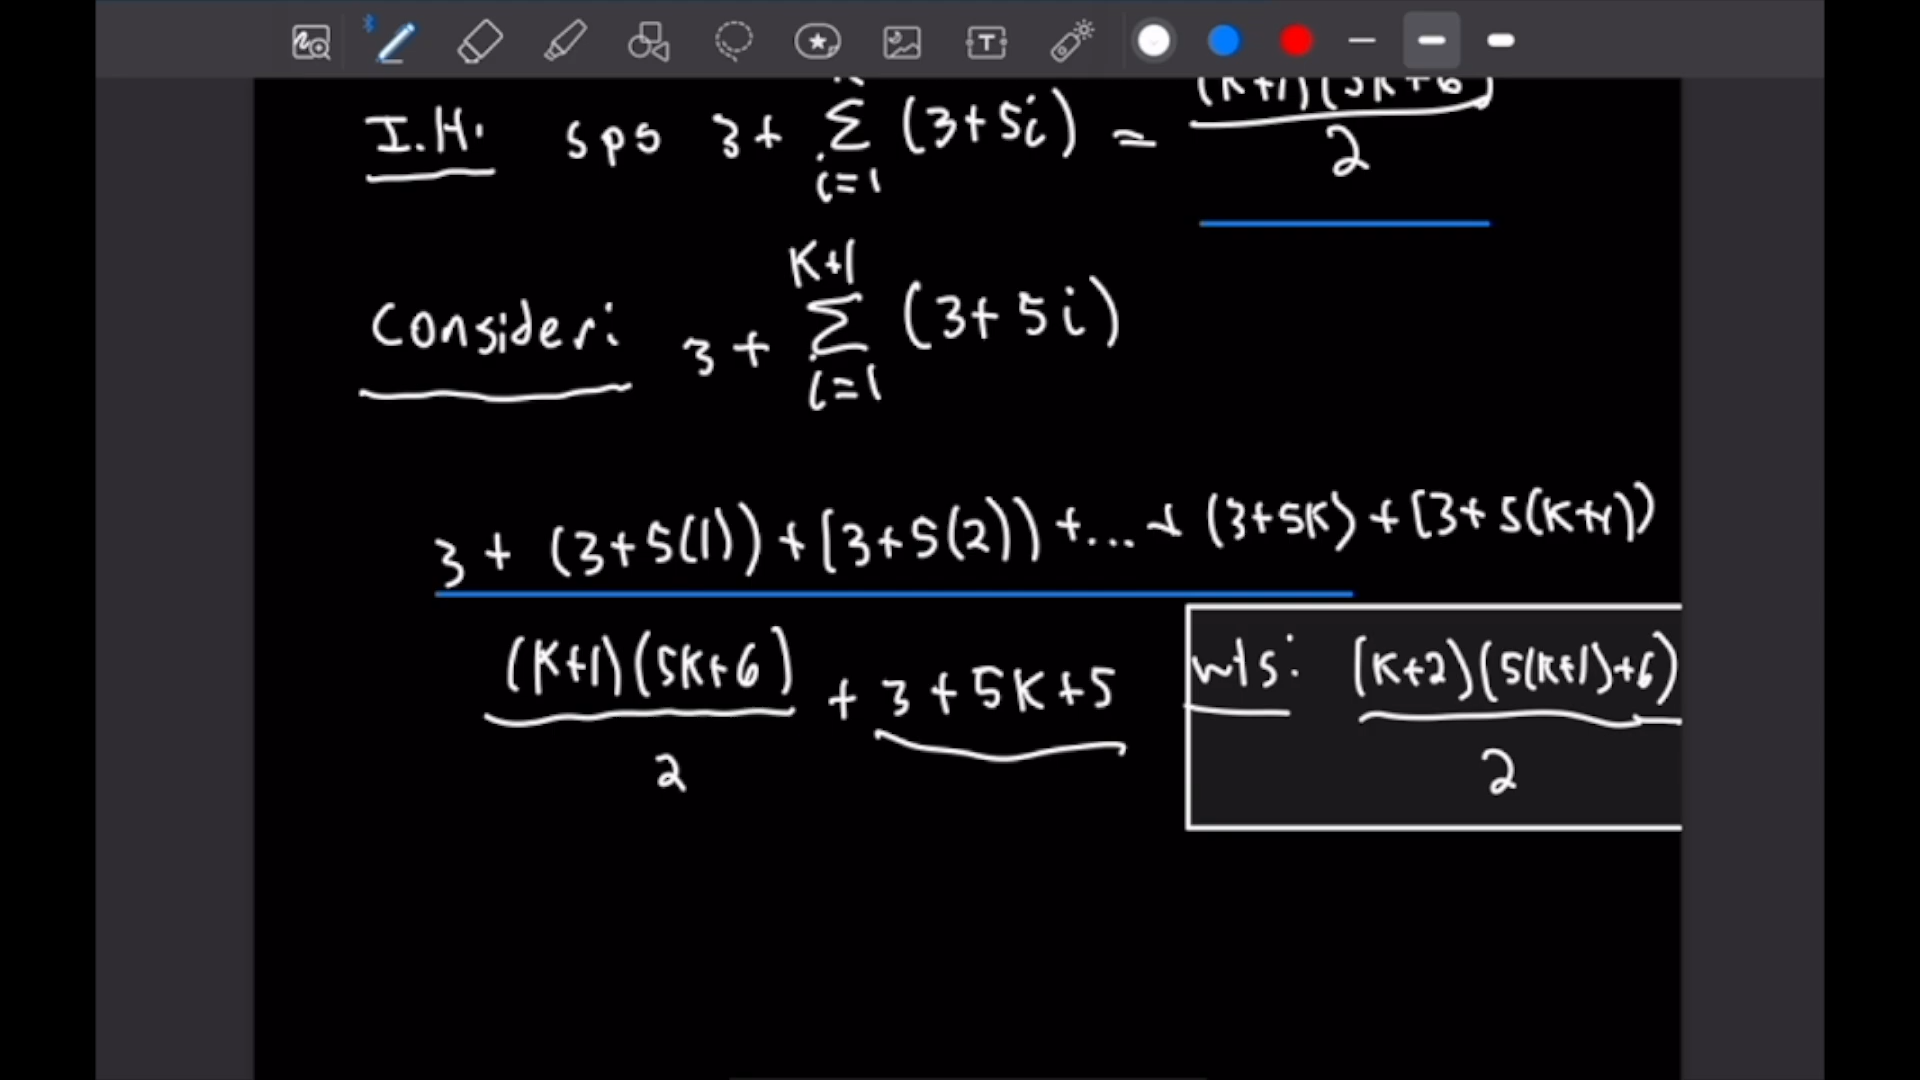 (K+1)(5K+6)
I.H: sps 3+ Σ (3+5i) =
i=1
2
K+1
Consider: 3+ Σ (3+5i)
i=1
3 + (3+5(1)) + (3+5(2)) +... + (3+5K) + (3+5(K+1))
(K+1)(5K+6) + 3+5K+5
2
wts: (K+2)(5(K+1)+6)
2